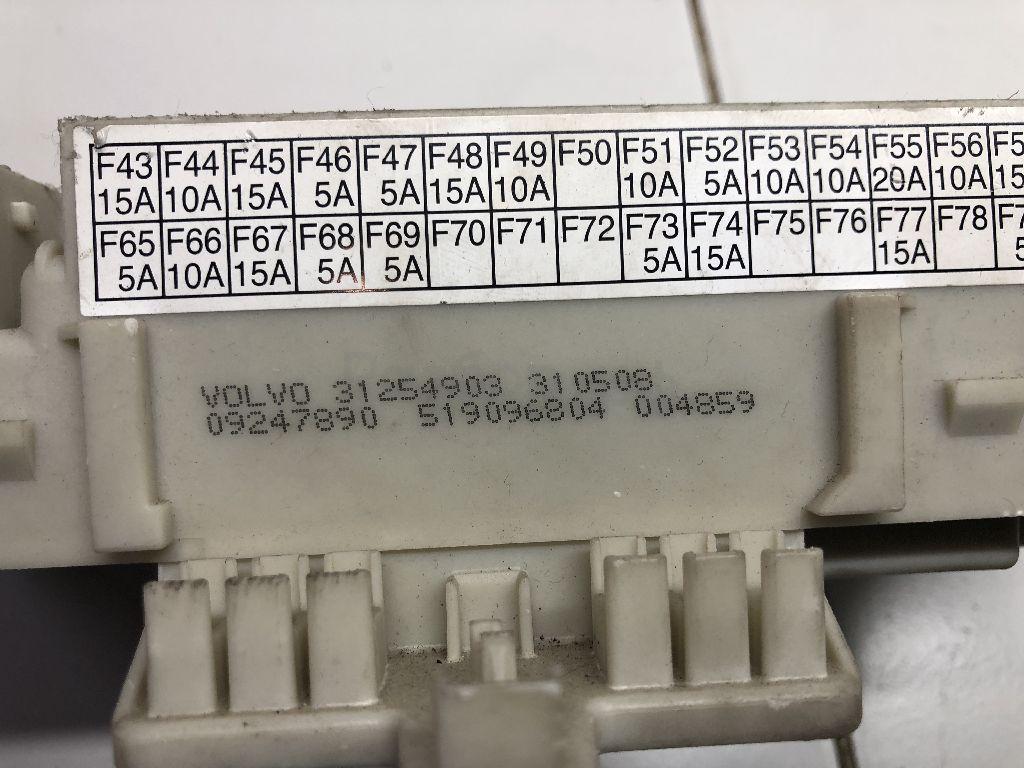 F43 F44 F45 F46 F47 F48 F49 F50 F51 F52 F53 F54 F55 F56
15A 10A 15A 5A 5A 15A 10A 10A 5A 10A 10A 20A 10A 15
F65 F66 F67 F68 F69 F70 F71 F72 F73 F74 F75 F76 F77 F78
5A 10A 15A 5A 5A 5A 15A 15A 5
VOLVO 31254903 310508
09247890 519096804 004859